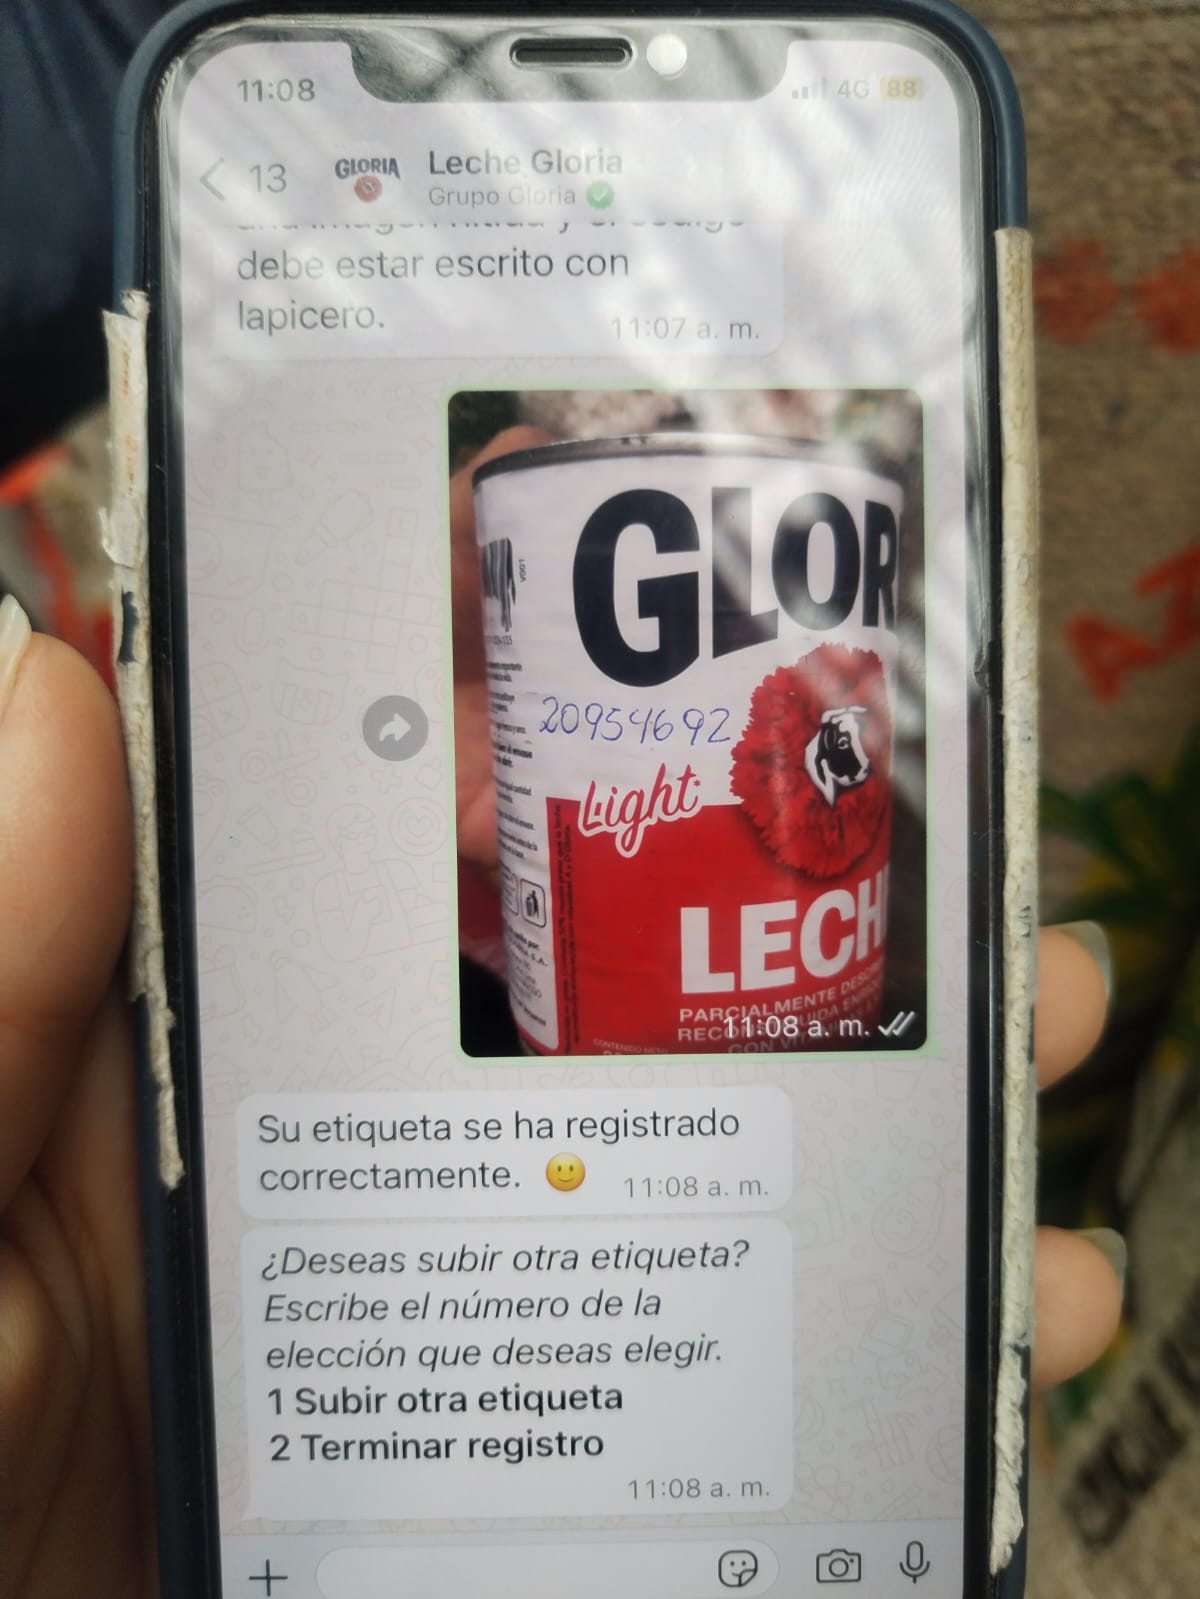 11:08
4G 88
13
GLORIA
Leche Gloria
Grupo Gloria
debe estar escrito con
lapicero.
11:07 a. m.
GLOR
20954692
Light
LECH
PARCIALMENTE
11:08 a. m.
Su etiqueta se ha registrado
correctamente. 🙂
11:08 a. m.
¿Deseas subir otra etiqueta?
Escribe el número de la
elección que deseas elegir.
1 Subir otra etiqueta
2 Terminar registro
11:08 a. m.